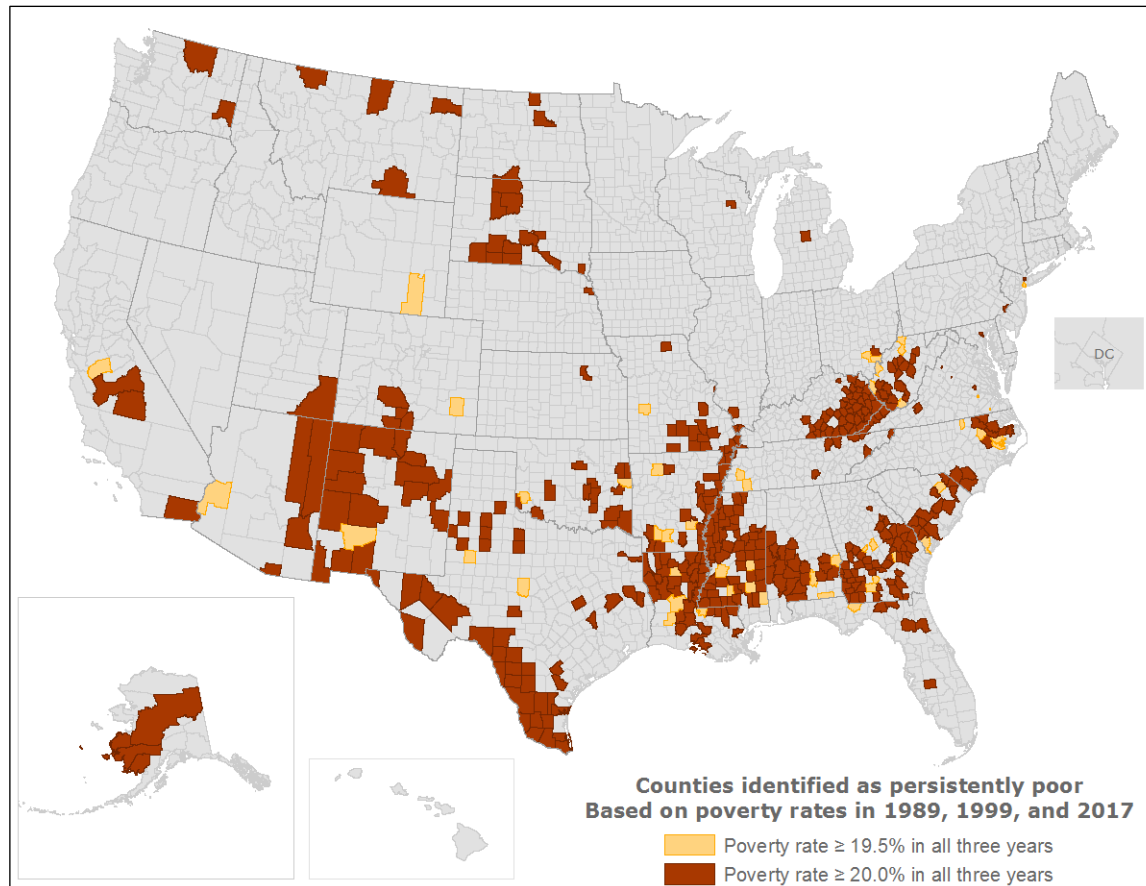 DC
Counties identified as persistently poor
Based on poverty rates in 1989, 1999, and 2017
Poverty rate ≥ 19.5% in all three years
Poverty rate ≥ 20.0% in all three years